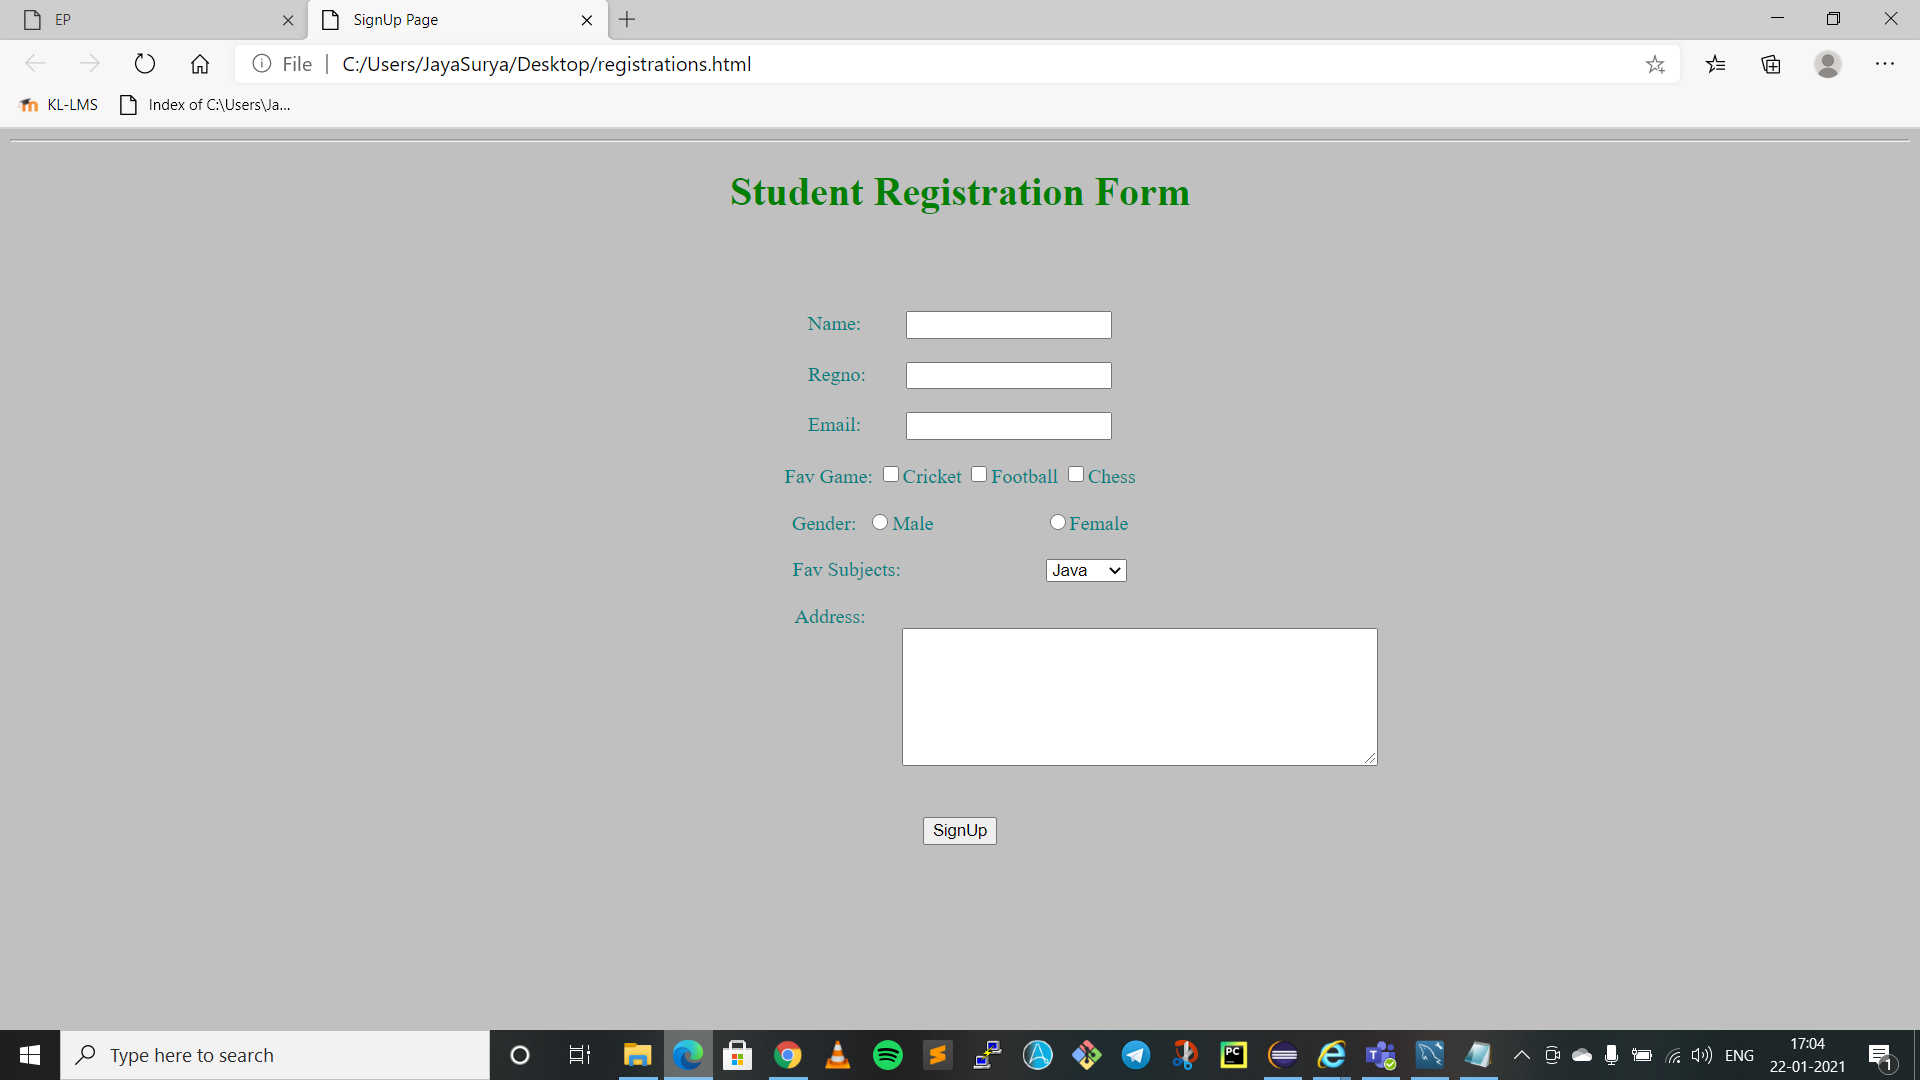 EP
SignUp Page
File
C:/Users/JayaSurya/Desktop/registrations.html
KL-LMS
Index of C:\Users\Ja...
Student Registration Form
Name:
Regno:
Email:
Fav Game: Cricket Football Chess
Gender: Male Female
Fav Subjects: Java
Address:
SignUp
Type here to search
PC
ENG
17:04
22-01-2021
1